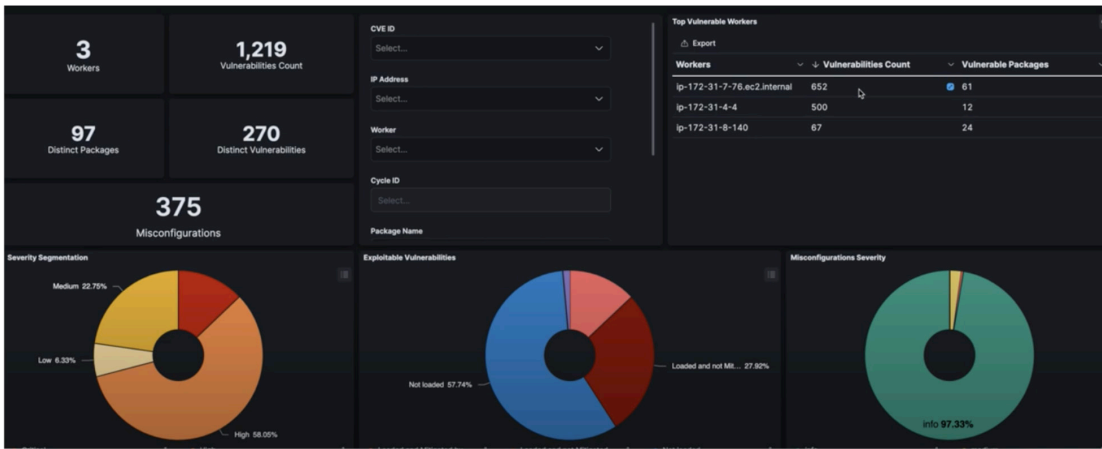 3
Workers
1,219
Vulnerabilities Count
97
Distinct Packages
270
Distinct Vulnerabilities
375
Misconfigurations
CVE ID
Select...
IP Address
Select...
Worker
Select...
Cycle ID
Select...
Package Name
Top Vulnerable Workers
Export
Workers Vulnerabilities Count Vulnerable Packages
ip-172-31-7-76.ec2.internal 652 61
ip-172-31-4-4 500 12
ip-172-31-8-140 67 24
Severity Segmentation
Medium 22.75%
Low 6.33%
High 58.05%
Exploitable Vulnerabilities
Not loaded 57.74%
Loaded and not Mit... 27.92%
Misconfigurations Severity
info 97.33%